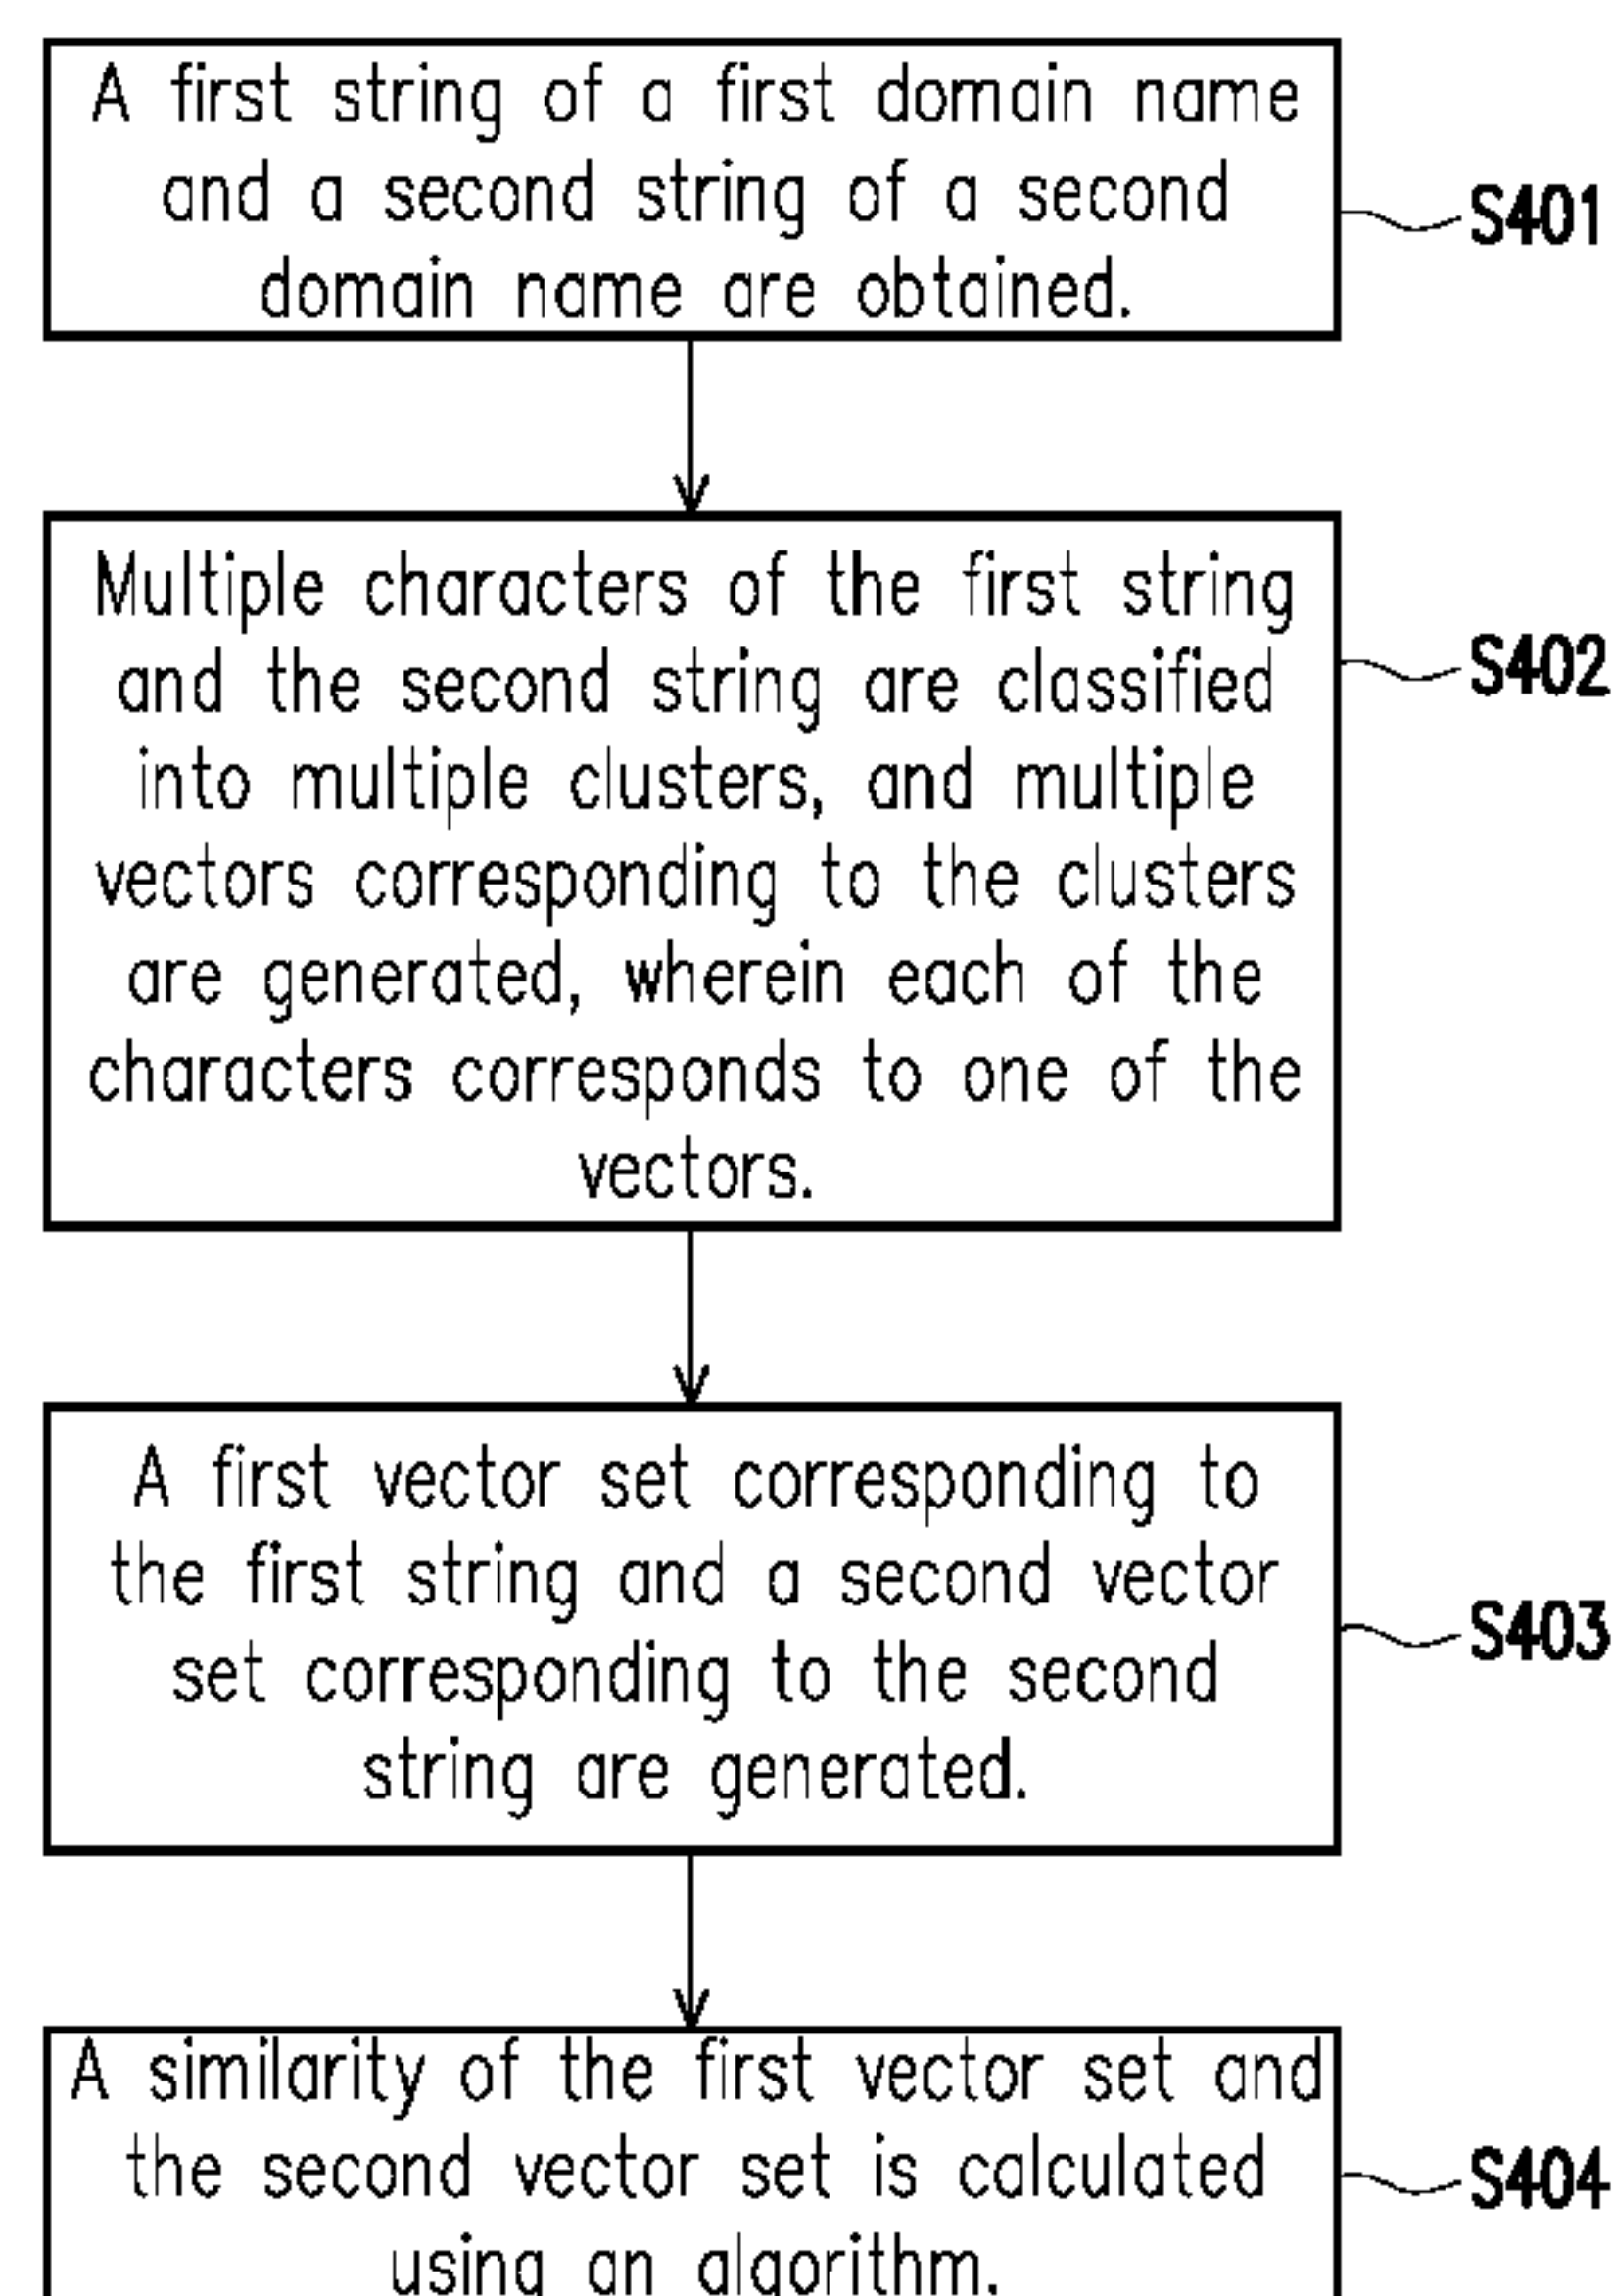 A first string of a first domain name
and a second string of a second
domain name are obtained.
S401
Multiple characters of the first string
and the second string are classified
into multiple clusters, and multiple
vectors corresponding to the clusters
are generated, wherein each of the
characters corresponds to one of the
vectors.
S402
A first vector set corresponding to
the first string and a second vector
set corresponding to the second
string are generated.
S403
A similarity of the first vector set and
the second vector set is calculated
using an algorithm.
S404